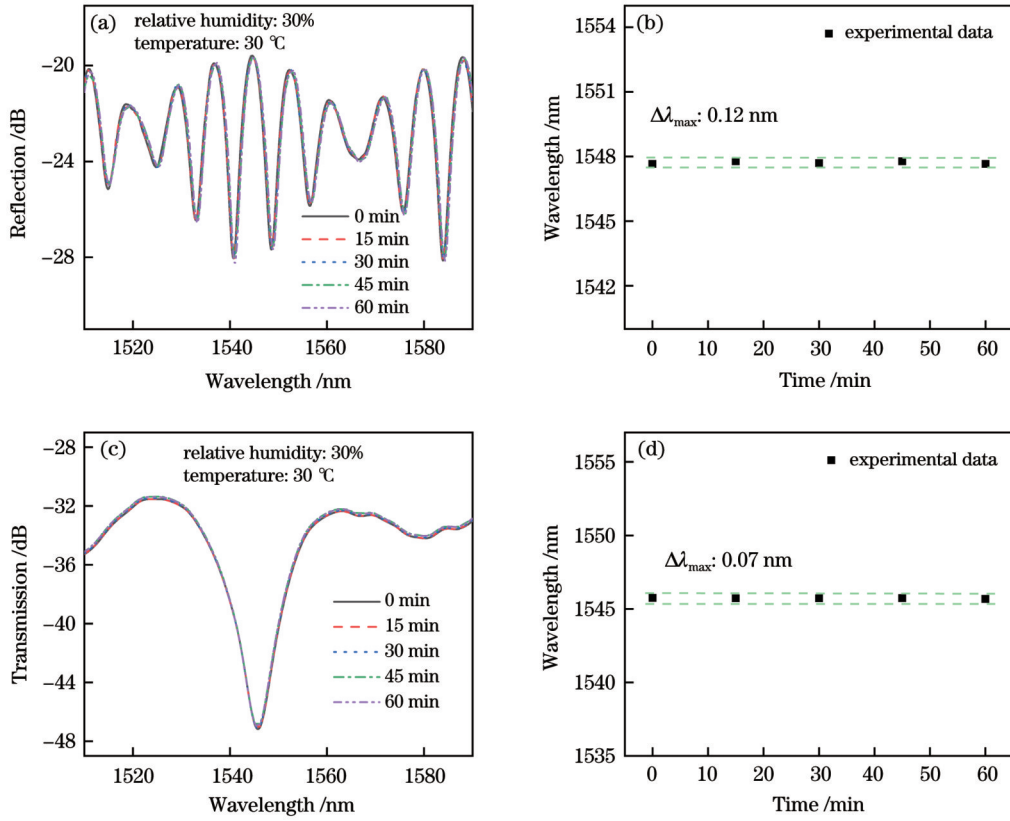 (a)
relative humidity: 30%
temperature: 30 ℃
−20
−24
−28
Reflection /dB
0 min
15 min
30 min
45 min
60 min
1520
1540
1560
1580
Wavelength /nm
(b)
experimental data
Δλmax: 0.12 nm
1554
1551
1548
1545
1542
Wavelength /nm
0
10
20
30
40
50
60
Time /min
(c)
relative humidity: 30%
temperature: 30 ℃
−28
−32
−36
−40
−44
−48
Transmission /dB
0 min
15 min
30 min
45 min
60 min
1520
1540
1560
1580
Wavelength /nm
(d)
experimental data
Δλmax: 0.07 nm
1555
1550
1545
1540
1535
Wavelength /nm
0
10
20
30
40
50
60
Time /min